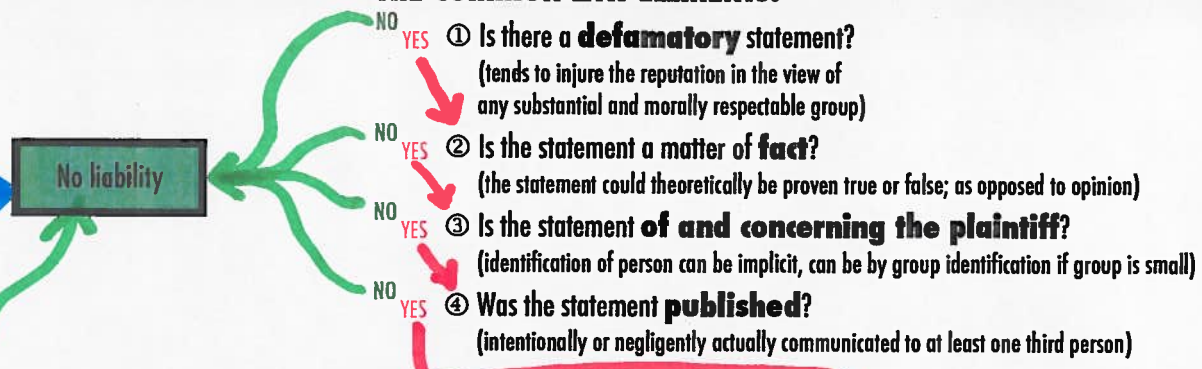 NO
YES ① Is there a defamatory statement?
(tends to injure the reputation in the view of
any substantial and morally respectable group)
NO
YES ② Is the statement a matter of fact?
(the statement could theoretically be proven true or false; as opposed to opinion)
No liability
NO
YES ③ Is the statement of and concerning the plaintiff?
(identification of person can be implicit, can be by group identification if group is small)
NO
YES ④ Was the statement published?
(intentionally or negligently actually communicated to at least one third person)